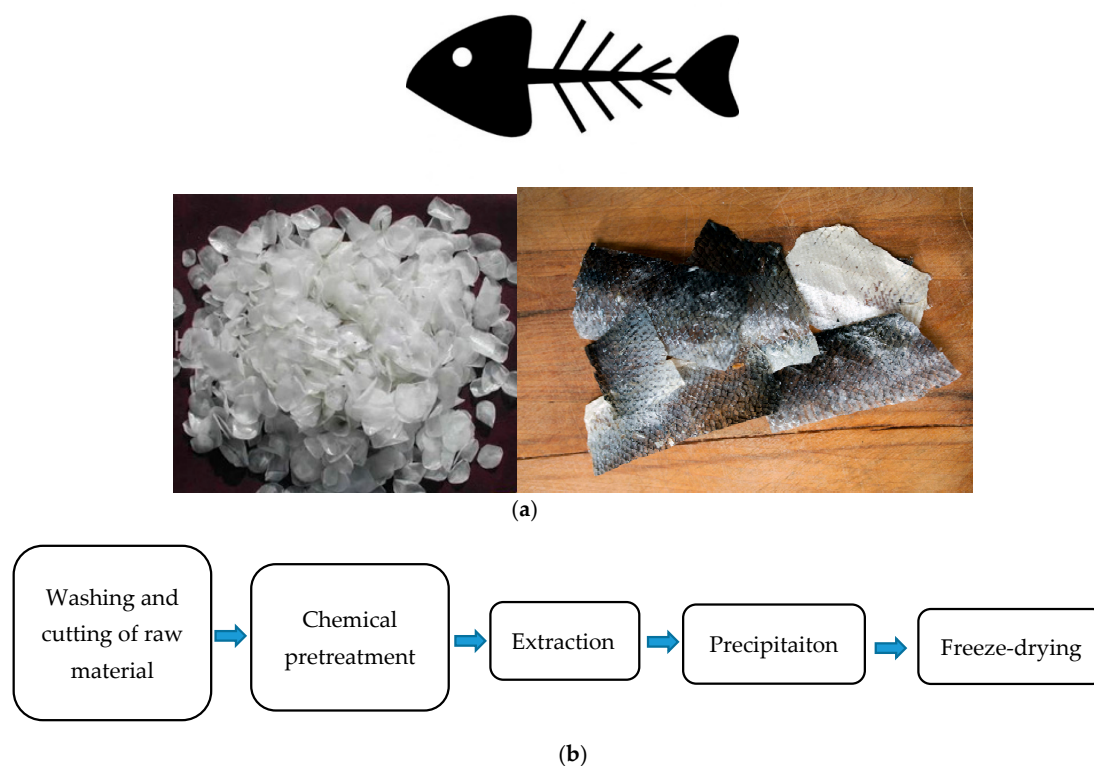 (a)
Washing and
cutting of raw
material
Chemical
pretreatment
Extraction
Precipitaiton
Freeze-drying
(b)